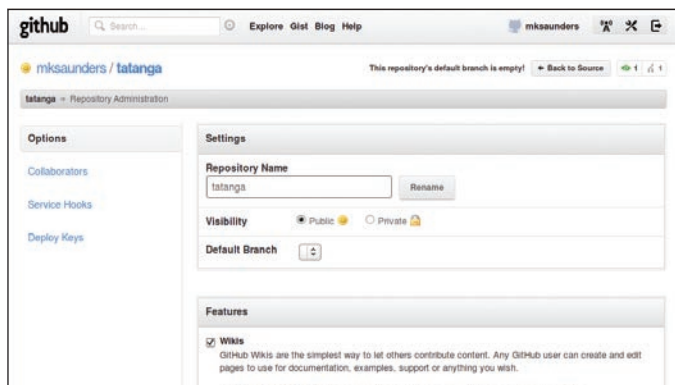 github Search... Explore Gist Blog Help mksaunders
mksaunders / tatanga This repository's default branch is empty! Back to Source 1 1
tatanga » Repository Administration
Options
Collaborators
Service Hooks
Deploy Keys
Settings
Repository Name
tatanga Rename
Visibility Public Private
Default Branch
Features
Wikis
GitHub Wikis are the simplest way to let others contribute content. Any GitHub user can create and edit
pages to use for documentation, examples, support or anything you wish.